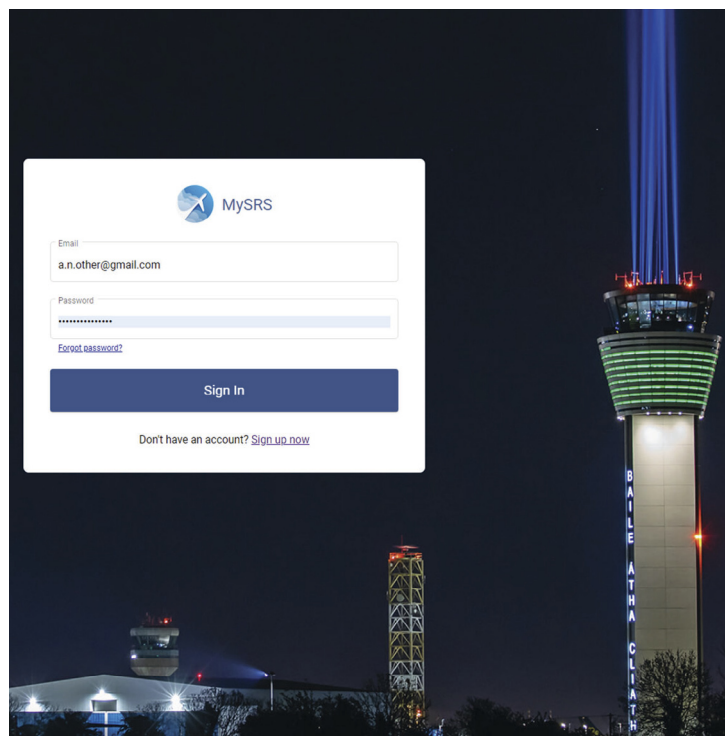 MySRS
Email
a.n.other@gmail.com
Password
•••••••••••••••
Forgot password?
Sign In
Don't have an account? Sign up now
BAILE ATHA CLIATH